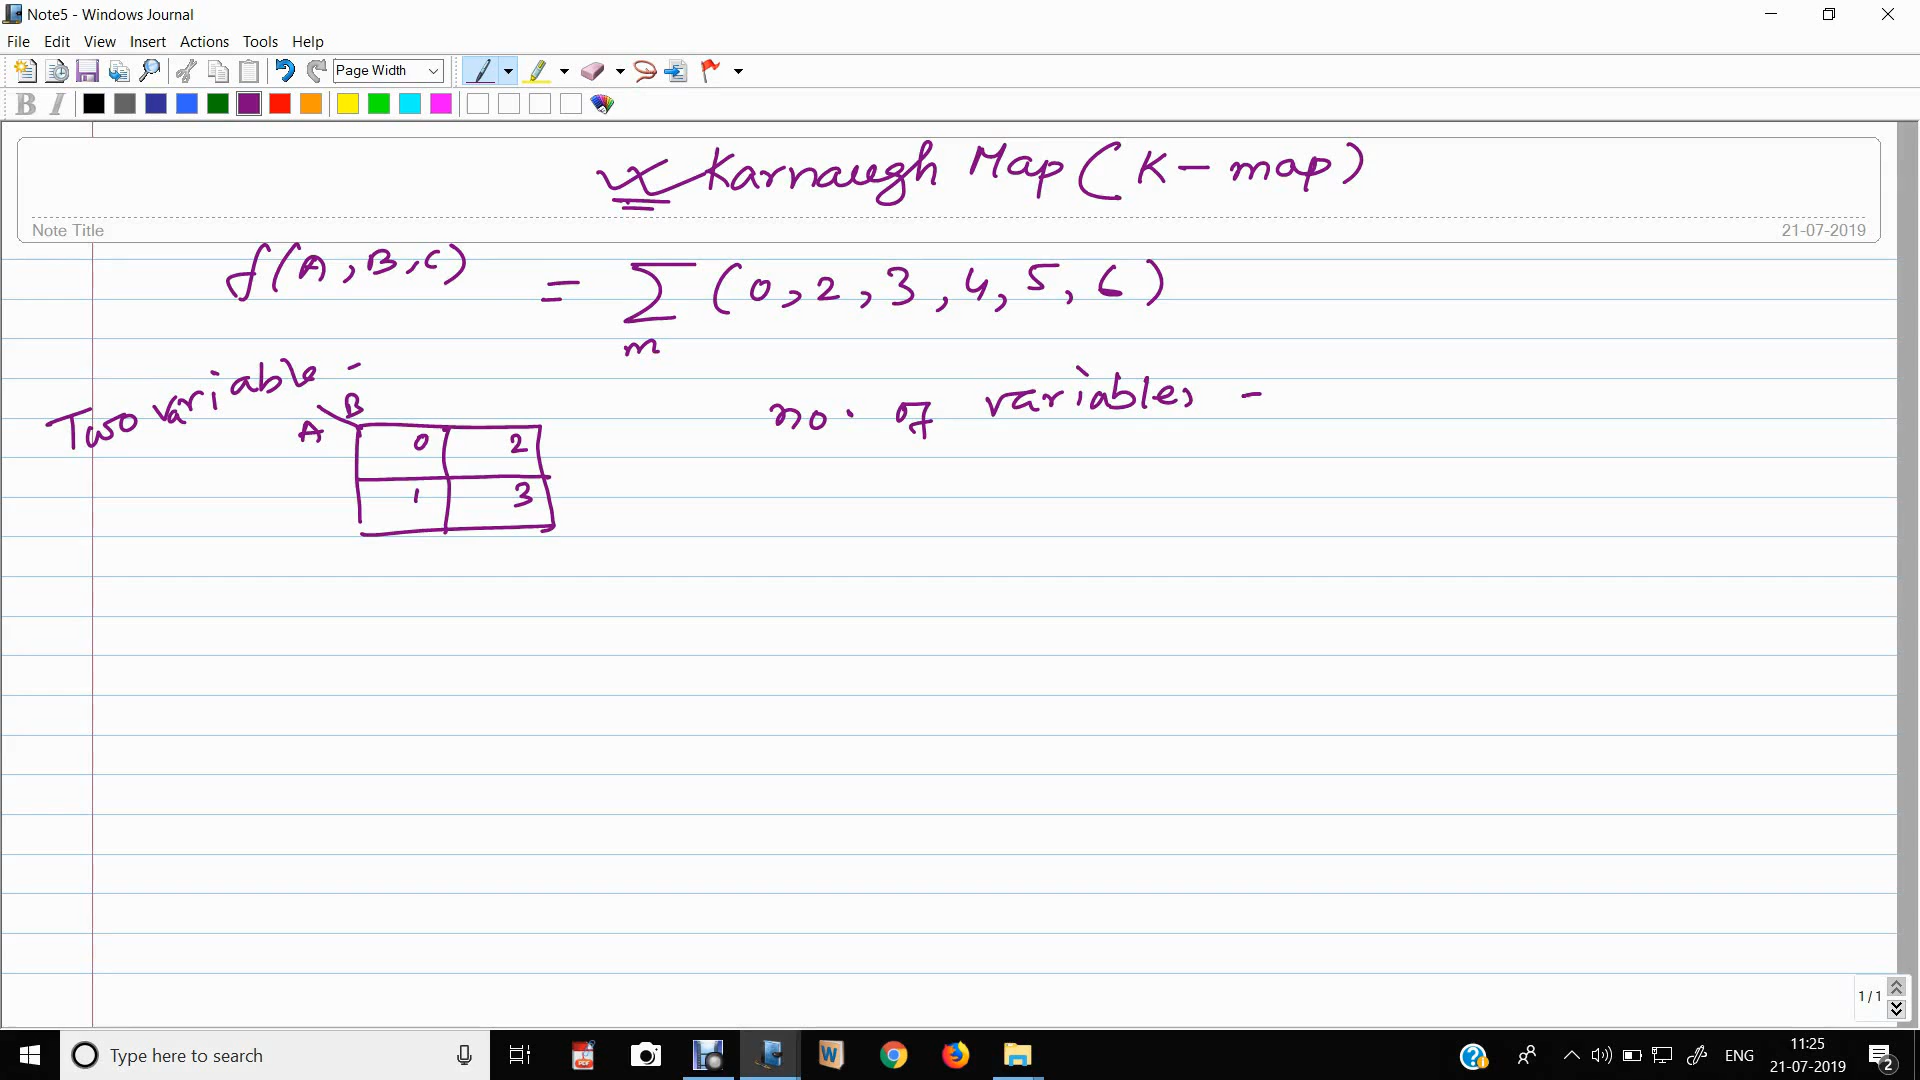 Note5 - Windows Journal
File Edit View Insert Actions Tools Help
Page Width
B I
Karnaugh Map (K - map)
Note Title
21-07-2019
f(A, B, C) = ∑m (0, 2, 3, 4, 5, 6)
Two variable -
no. of variables -
B
A
0 2
1 3
1 / 1
Type here to search
ENG
11:25
21-07-2019
2